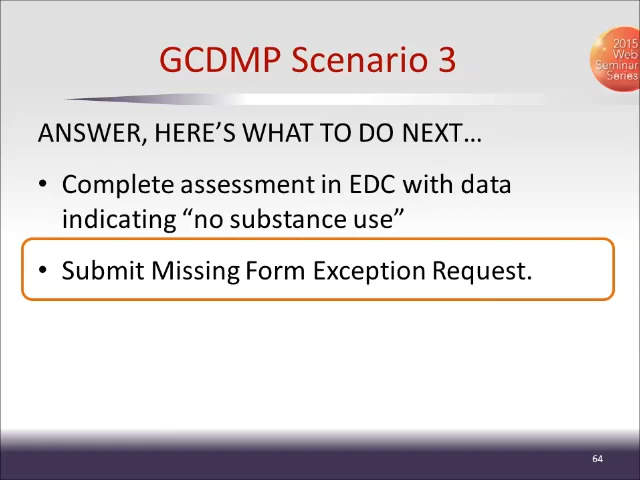 GCDMP Scenario 3
2015
Web
Seminar
Series
ANSWER, HERE’S WHAT TO DO NEXT…
• Complete assessment in EDC with data
indicating “no substance use”
• Submit Missing Form Exception Request.
64